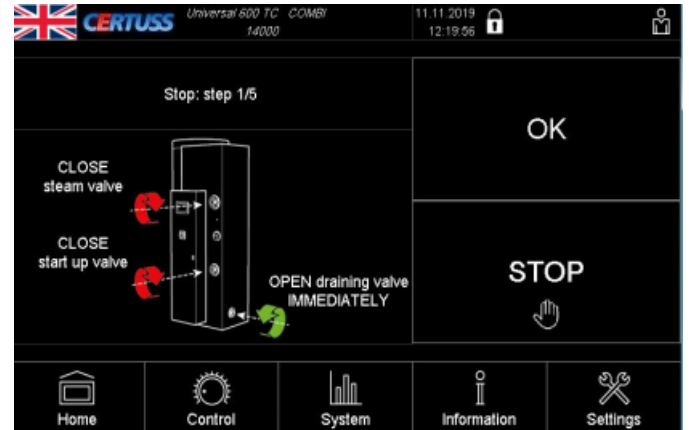 CERTUSS
Universal 600 TC COMBI
14000
11.11.2019
12:19:56
Stop: step 1/5
OK
CLOSE
steam valve
CLOSE
start up valve
OPEN draining valve
IMMEDIATELY
STOP
Home
Control
System
Information
Settings